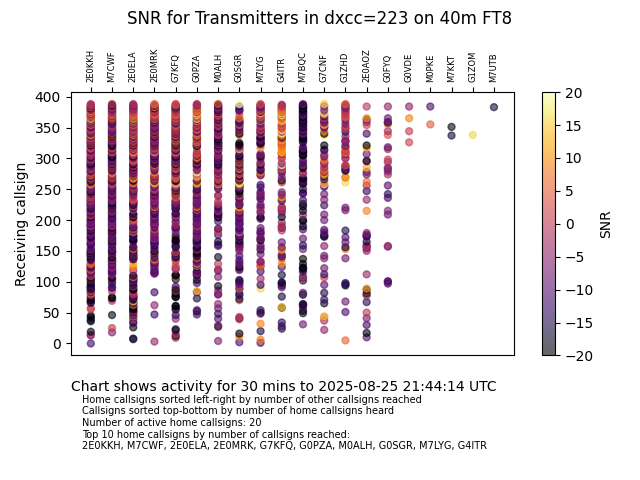 SNR for Transmitters in dxcc=223 on 40m FT8
2E0KKH M7CWF 2E0ELA 2E0MRK G7KFQ G0PZA M0ALH G0SGR M7LYG G4ITR M7BQC G7CNF G1ZHD 2E0AOZ G0FYQ G0VDE M0PKE M7KKT G1ZOM M7UTB
400
350
300
250
200
150
100
50
0
Receiving callsign
20
15
10
5
0
−5
−10
−15
−20
SNR
Chart shows activity for 30 mins to 2025-08-25 21:44:14 UTC
Home callsigns sorted left-right by number of other callsigns reached
Callsigns sorted top-bottom by number of home callsigns heard
Number of active home callsigns: 20
Top 10 home callsigns by number of callsigns reached:
2E0KKH, M7CWF, 2E0ELA, 2E0MRK, G7KFQ, G0PZA, M0ALH, G0SGR, M7LYG, G4ITR